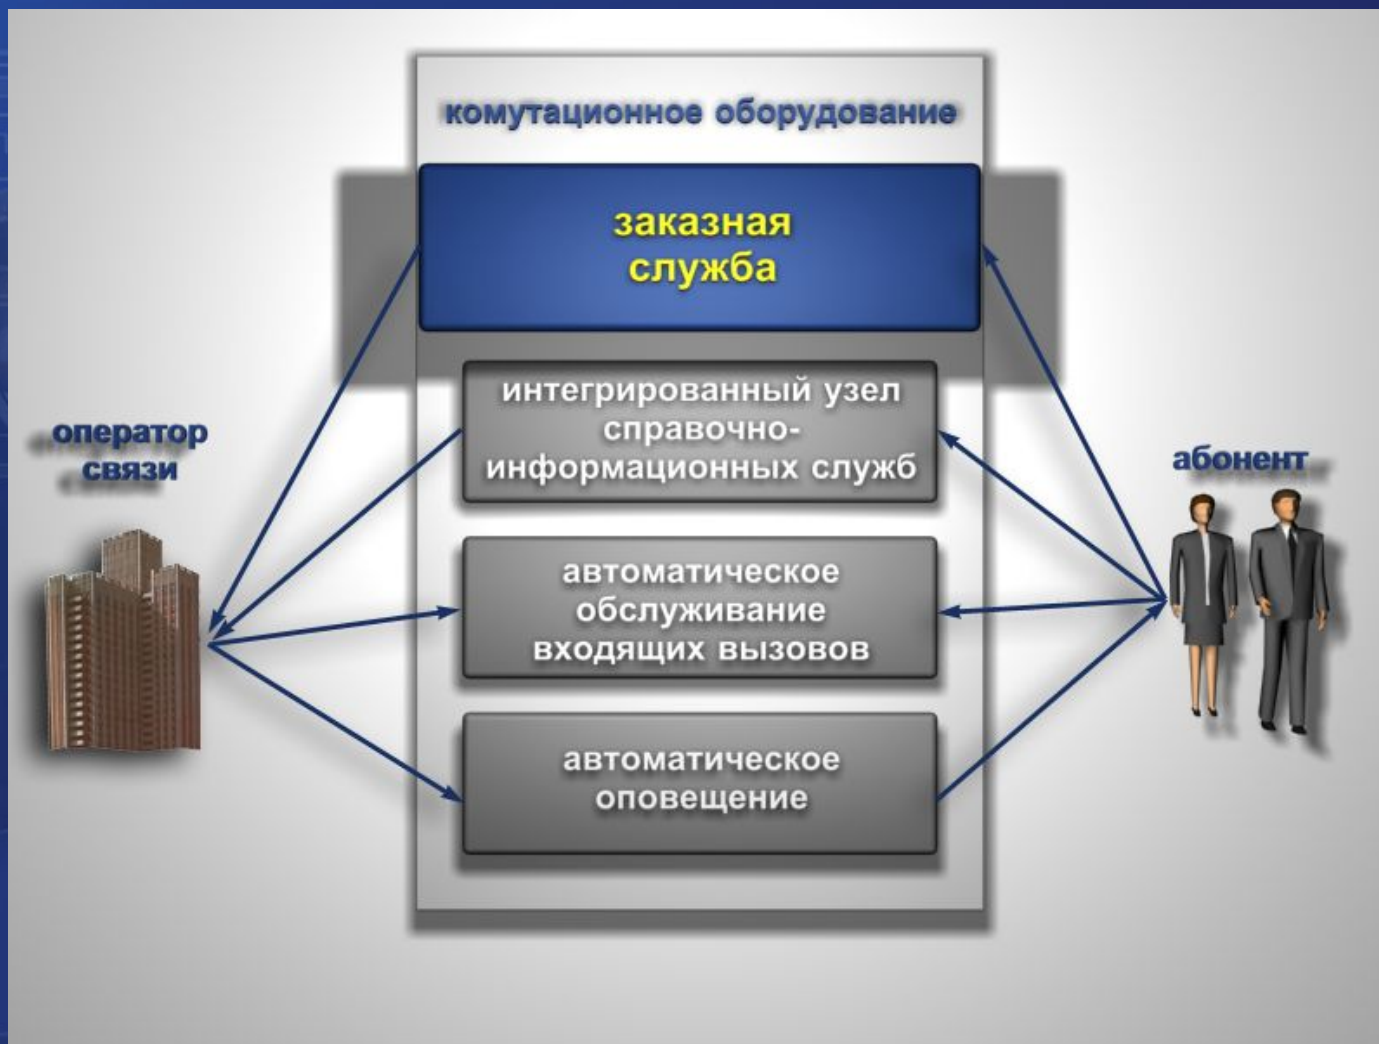 комутационное оборудование
заказная
служба
интегрированный узел
справочно-
информационных служб
оператор
связи
абонент
автоматическое
обслуживание
входящих вызовов
автоматическое
оповещение